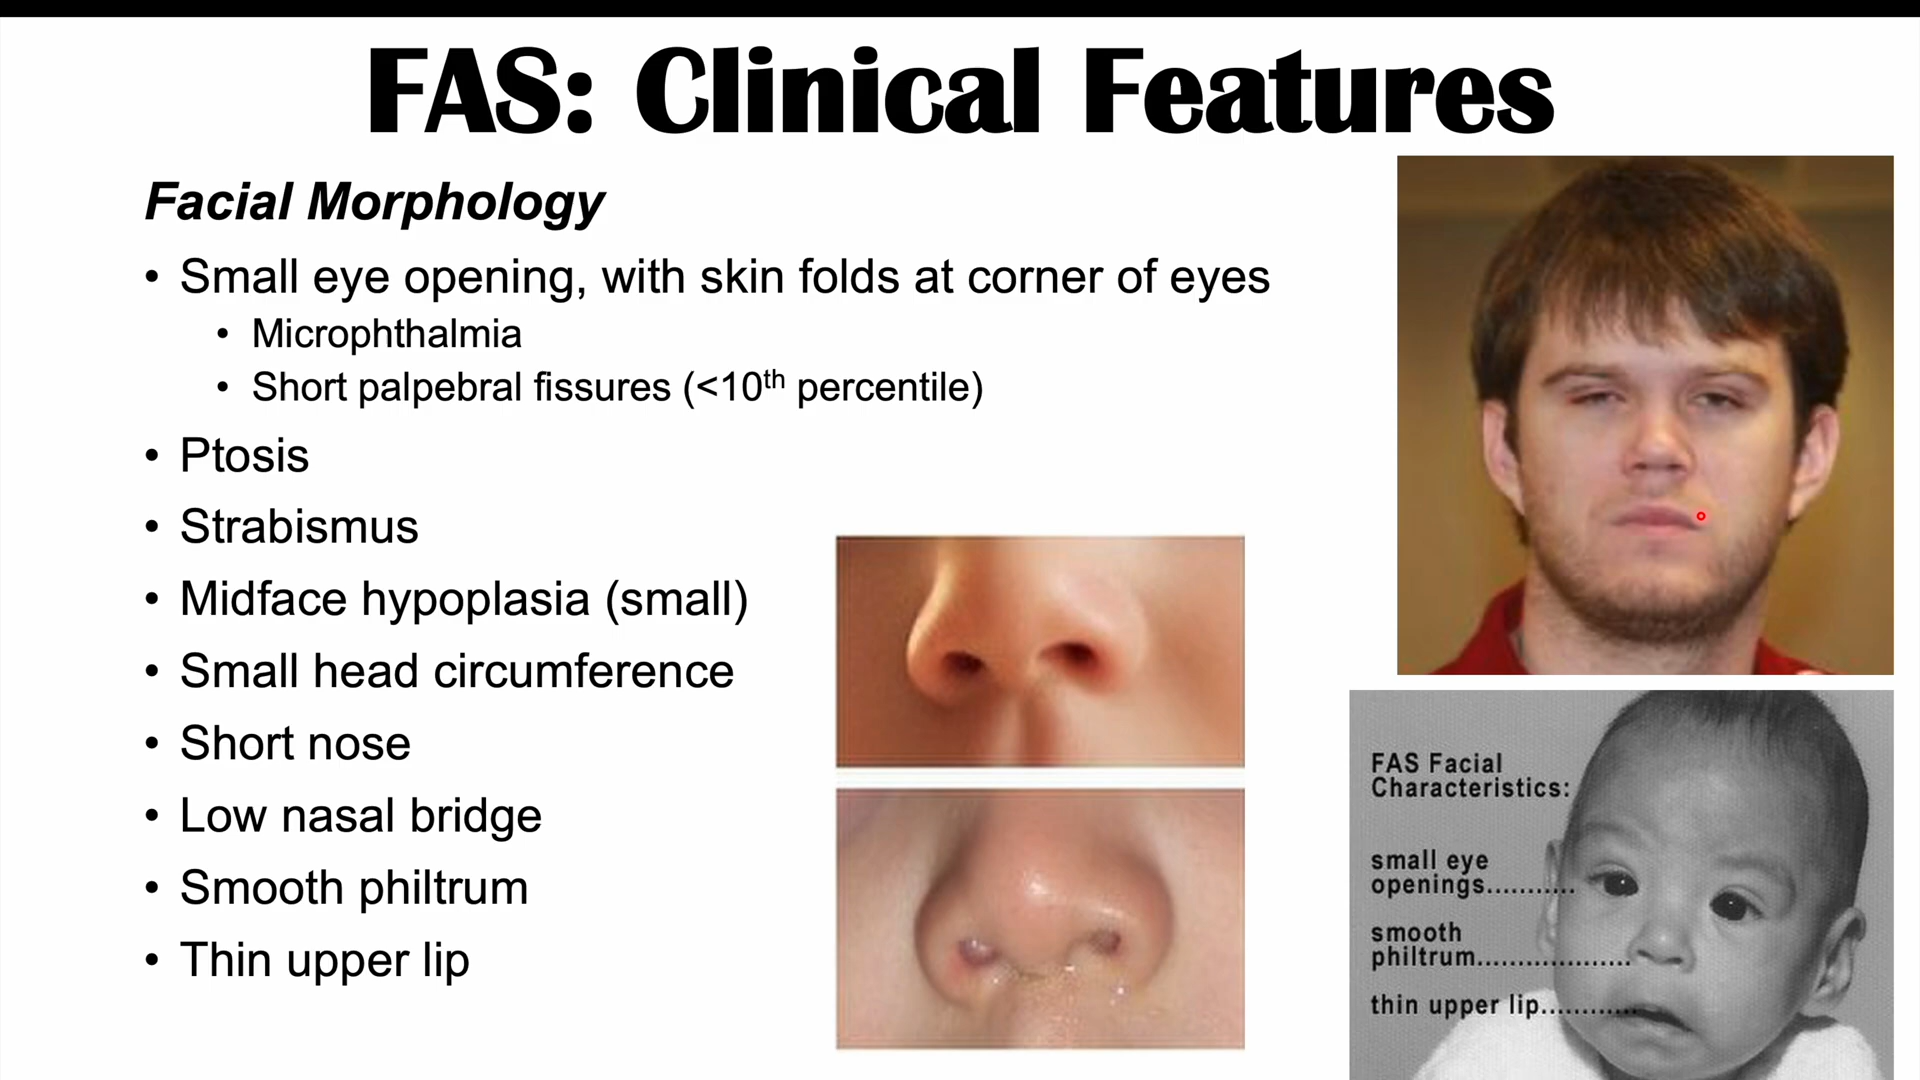 FAS: Clinical Features
Facial Morphology
• Small eye opening, with skin folds at corner of eyes
• Microphthalmia
• Short palpebral fissures (<10th percentile)
• Ptosis
• Strabismus
• Midface hypoplasia (small)
• Small head circumference
• Short nose
• Low nasal bridge
• Smooth philtrum
• Thin upper lip
FAS Facial
Characteristics:
small eye
openings...........
smooth
philtrum...................
thin upper lip............